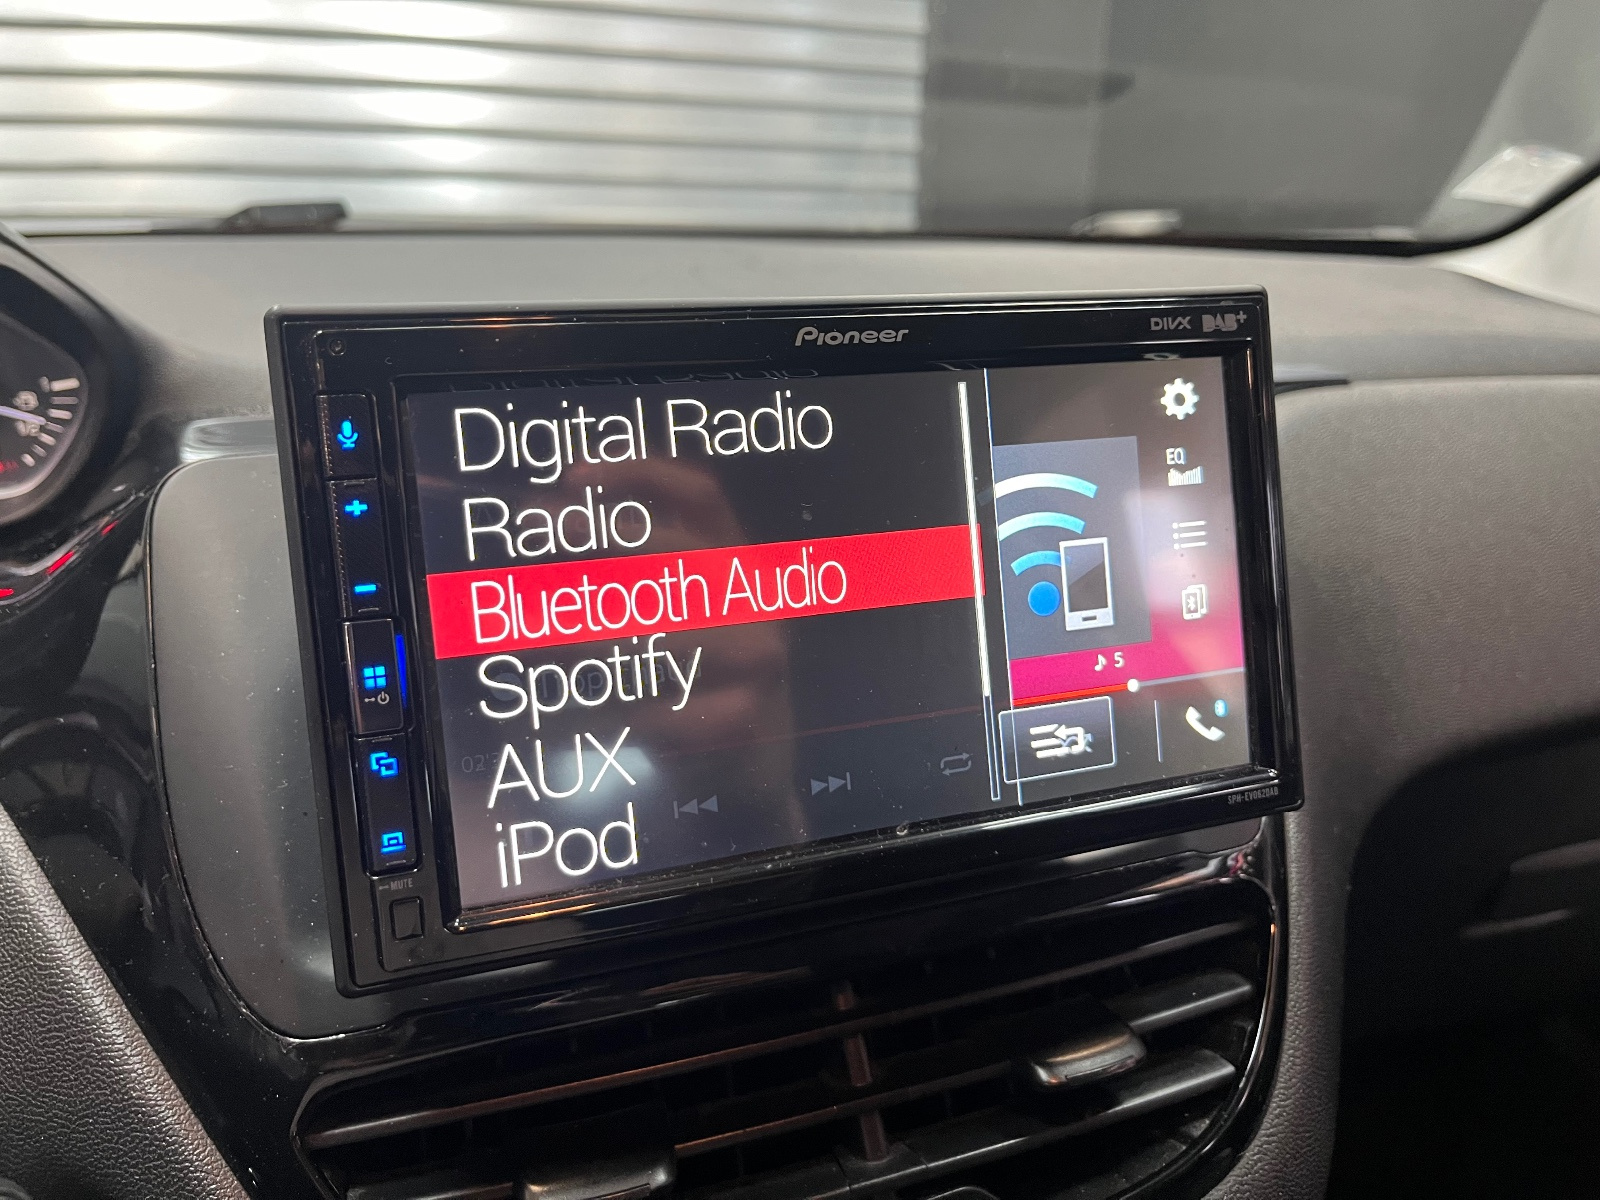 Pioneer
DIVX DAB+
Digital Radio
Radio
Bluetooth Audio
Spotify
AUX
iPod
EQ
5
SPH-EVO62DAB
MUTE